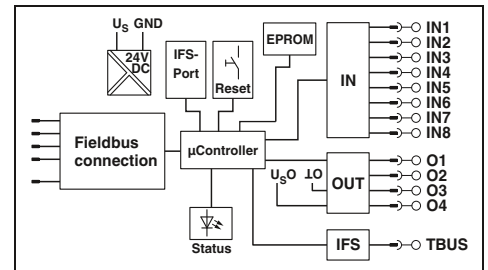 U_S GND
24V
DC
IFS-
Port
Reset
EPROM
IN
IN1
IN2
IN3
IN4
IN5
IN6
IN7
IN8
Fieldbus
connection
µController
U_SO
OT
OUT
O1
O2
O3
O4
Status
IFS
TBUS